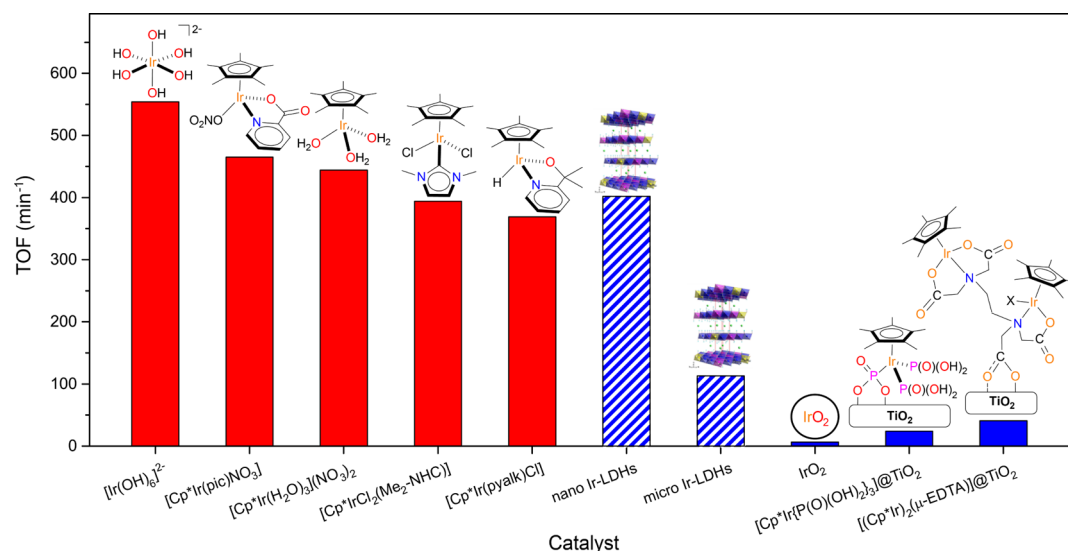 TOF (min⁻¹)
600
500
400
300
200
100
0
OH
HO
OH
Ir
HO
OH
OH
2-
Ir
O
O
O₂NO
N
Ir
OH₂
H₂O
OH₂
Ir
Cl
Cl
N
N
Ir
O
H
N
IrO₂
Ir
O
P
P(O)(OH)₂
P(O)(OH)₂
O
O
TiO₂
Ir
O
C
O
O
N
C
O
Ir
X
N
O
C
O
C
O
O
TiO₂
[Ir(OH)₆]²⁻
[Cp*Ir(pic)NO₃]
[Cp*Ir(H₂O)₃](NO₃)₂
[Cp*IrCl₂(Me₂-NHC)]
[Cp*Ir(pyalk)Cl]
nano Ir-LDHs
micro Ir-LDHs
IrO₂
[Cp*Ir{P(O)(OH)₂}₃]@TiO₂
[(Cp*Ir)₂(μ-EDTA)]@TiO₂
Catalyst